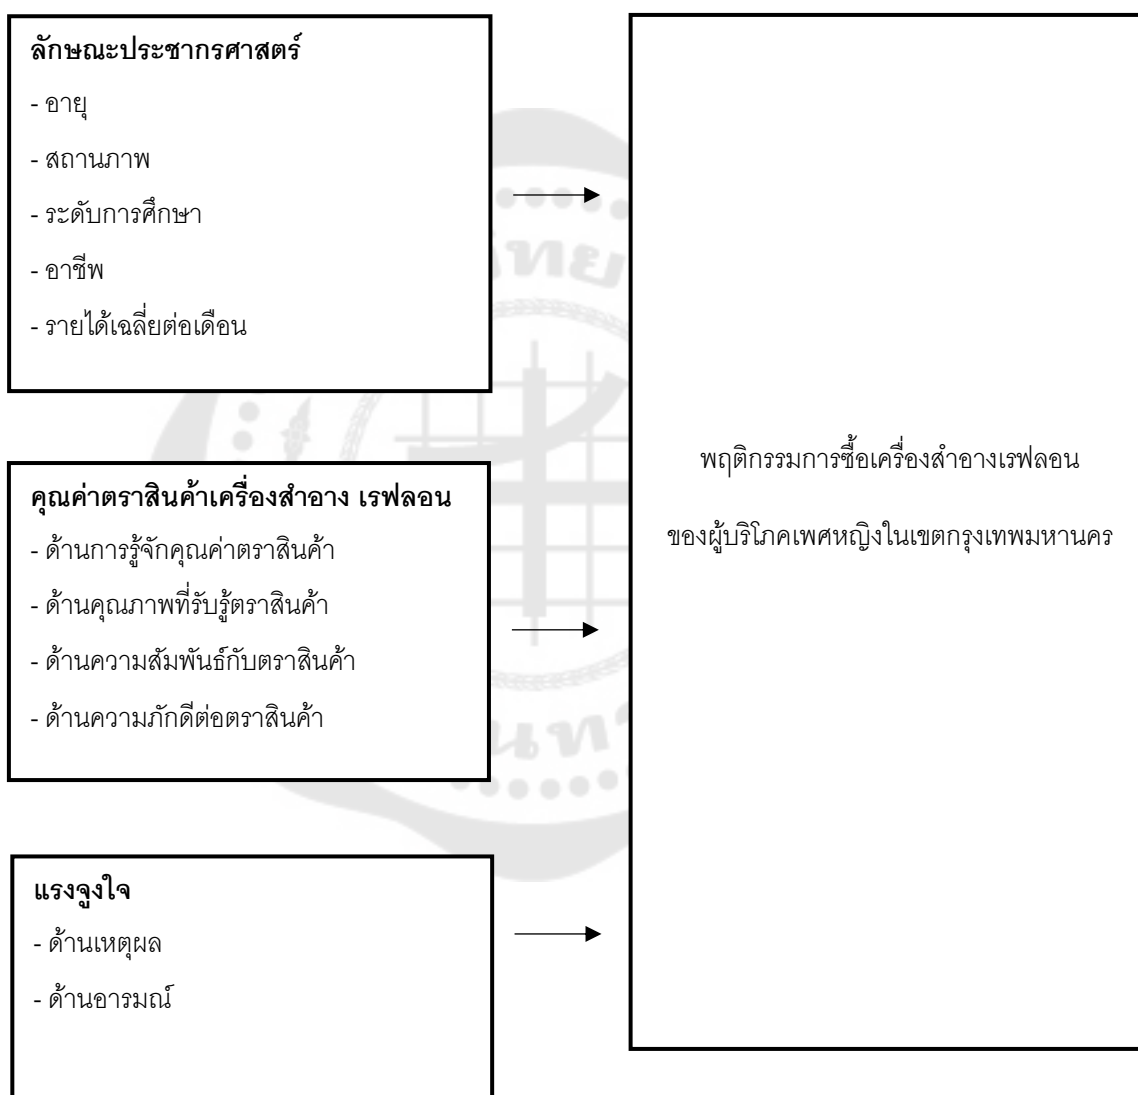 ลักษณะประชากรศาสตร์
- อายุ
- สถานภาพ
- ระดับการศึกษา
- อาชีพ
- รายได้เฉลี่ยต่อเดือน
คุณค่าตราสินค้าเครื่องสำอาง เรฟลอน
- ด้านการรู้จักคุณค่าตราสินค้า
- ด้านคุณภาพที่รับรู้ตราสินค้า
- ด้านความสัมพันธ์กับตราสินค้า
- ด้านความภักดีต่อตราสินค้า
แรงจูงใจ
- ด้านเหตุผล
- ด้านอารมณ์
พฤติกรรมการซื้อเครื่องสำอางเรฟลอน
ของผู้บริโภคเพศหญิงในเขตกรุงเทพมหานคร